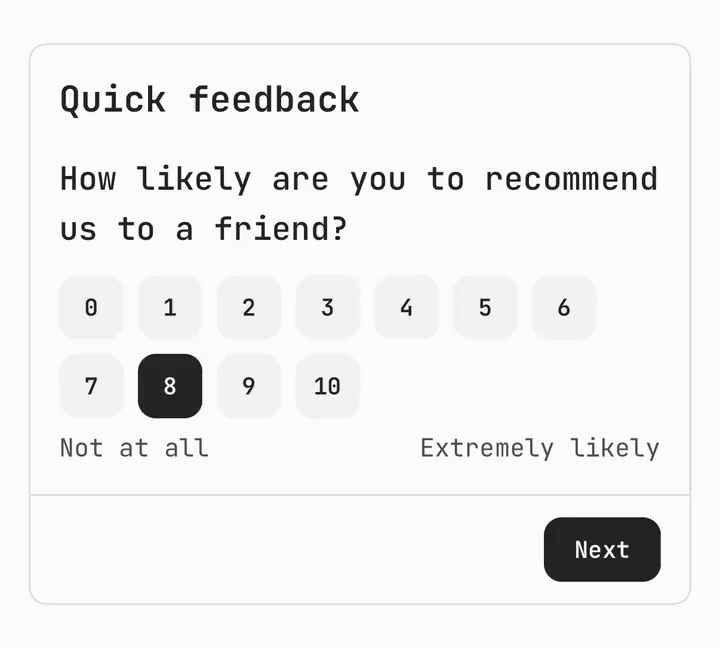 Quick feedback
How likely are you to recommend
us to a friend?
0 1 2 3 4 5 6
7 8 9 10
Not at all Extremely likely
Next